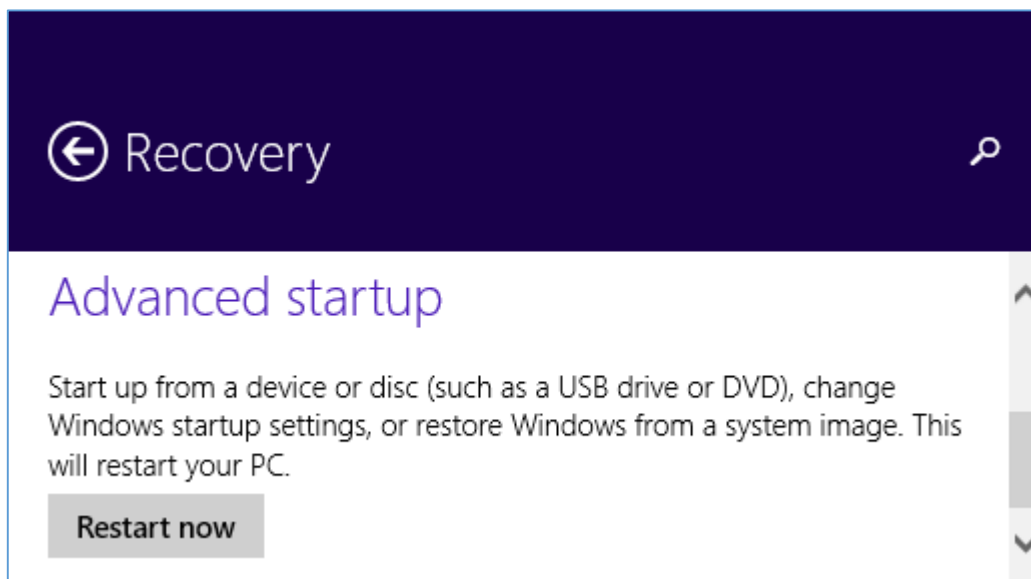 Recovery
Advanced startup
Start up from a device or disc (such as a USB drive or DVD), change
Windows startup settings, or restore Windows from a system image. This
will restart your PC.
Restart now